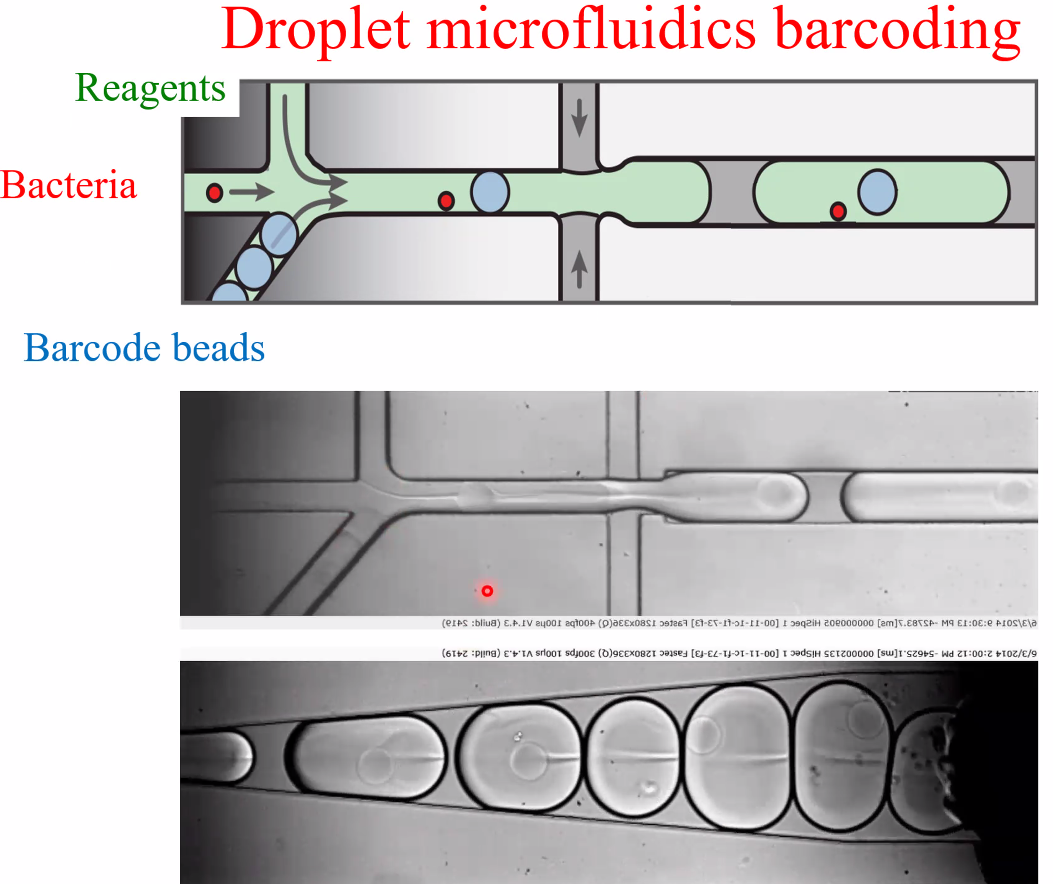 Droplet microfluidics barcoding
Reagents
Bacteria
Barcode beads
6/3/2014 9:30:13 PM -42783.7[ms] 000000905 HiSpec 1 [00-11-1c-f1-73-f3] Fastec 1280x336(Q) 400fps 100µs V1.4.3 (Build: 2419)
6/3/2014 2:00:12 PM -54625.1[ms] 000002135 HiSpec 1 [00-11-1c-f1-73-f3] Fastec 1280x336(Q) 300fps 100µs V1.4.3 (Build: 2419)